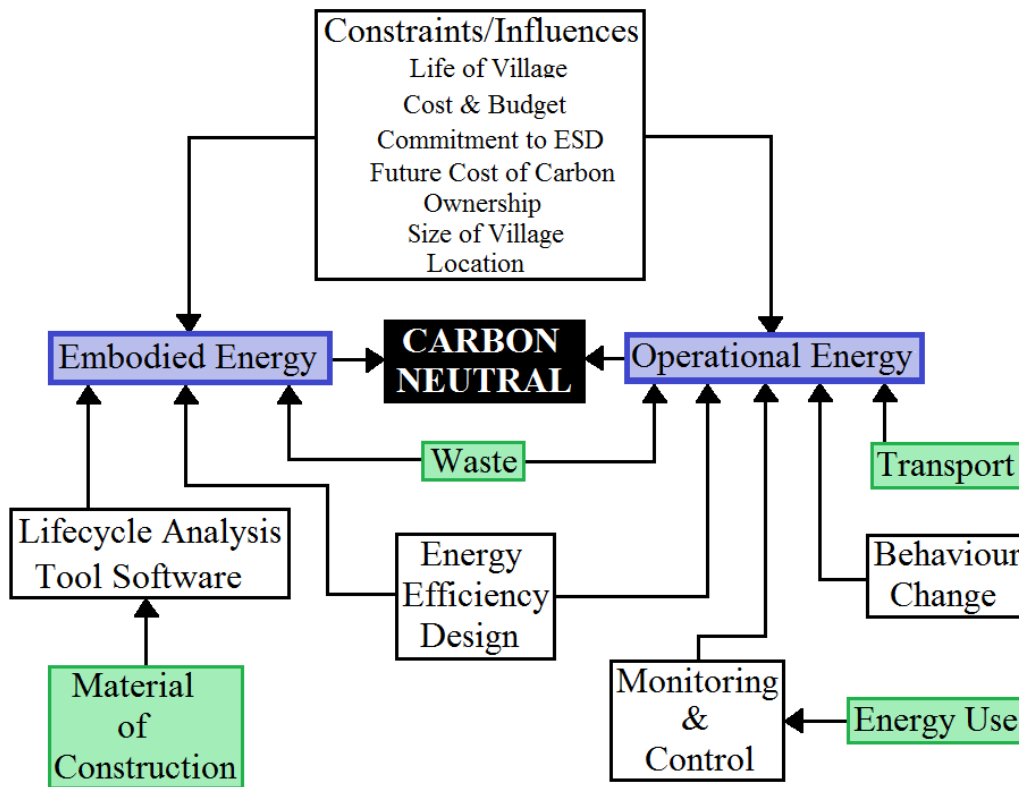 Constraints/Influences
Life of Village
Cost & Budget
Commitment to ESD
Future Cost of Carbon
Ownership
Size of Village
Location
Embodied Energy
CARBON
NEUTRAL
Operational Energy
Waste
Transport
Lifecycle Analysis
Tool Software
Energy
Efficiency
Design
Behaviour
Change
Material
of
Construction
Monitoring
&
Control
Energy Use